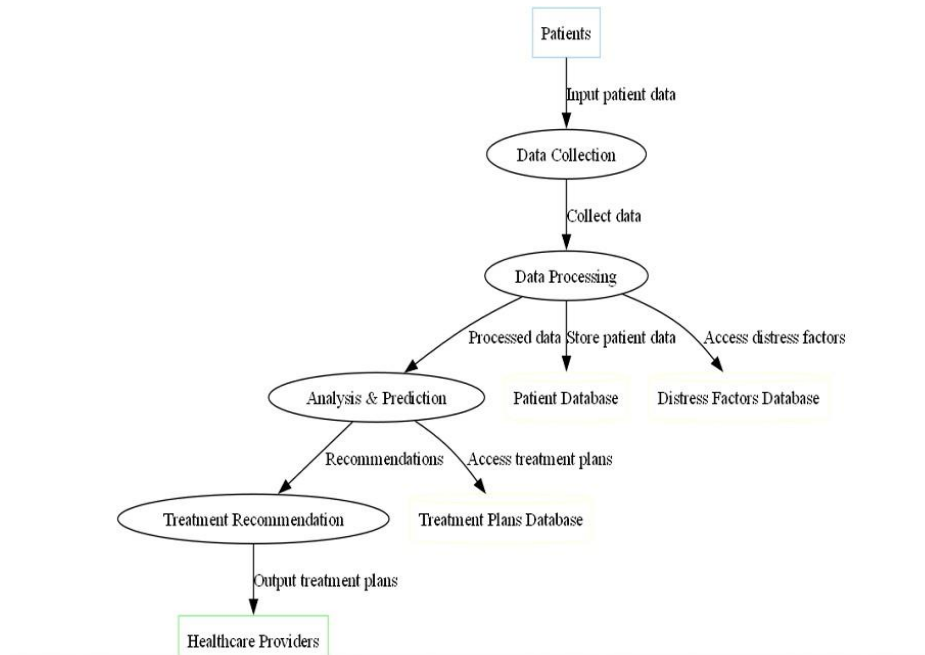 Patients
Input patient data
Data Collection
Collect data
Data Processing
Processed data
Store patient data
Access distress factors
Analysis & Prediction
Patient Database
Distress Factors Database
Recommendations
Access treatment plans
Treatment Recommendation
Treatment Plans Database
Output treatment plans
Healthcare Providers